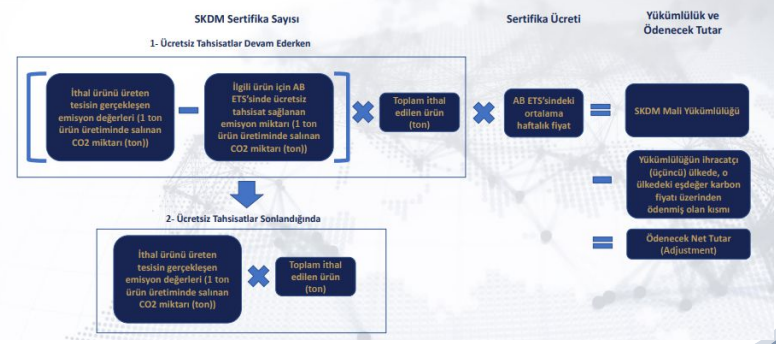 SKDM Sertifika Sayısı
Sertifika Ücreti
Yükümlülük ve
Ödenecek Tutar
1- Ücretsiz Tahsisatlar Devam Ederken
İthal ürünü üreten
tesisin gerçekleşen
emisyon değerleri (1 ton
ürün üretiminde salınan
CO2 miktarı (ton))
İlgili ürün için AB
ETS'sinde ücretsiz
tahsisat sağlanan
emisyon miktarı (1 ton
ürün üretiminde salınan
CO2 miktarı (ton))
Toplam ithal
edilen ürün
(ton)
AB ETS'sindeki
ortalama
haftalık fiyat
SKDM Mali Yükümlülüğü
Yükümlülüğün ihracatçı
(üçüncü) ülkede, o
ülkedeki eşdeğer karbon
fiyatı üzerinden
ödenmiş olan kısmı
Ödenecek Net Tutar
(Adjustment)
2- Ücretsiz Tahsisatlar Sonlandığında
İthal ürünü üreten
tesisin gerçekleşen
emisyon değerleri (1 ton
ürün üretiminde salınan
CO2 miktarı (ton))
Toplam ithal
edilen ürün
(ton)